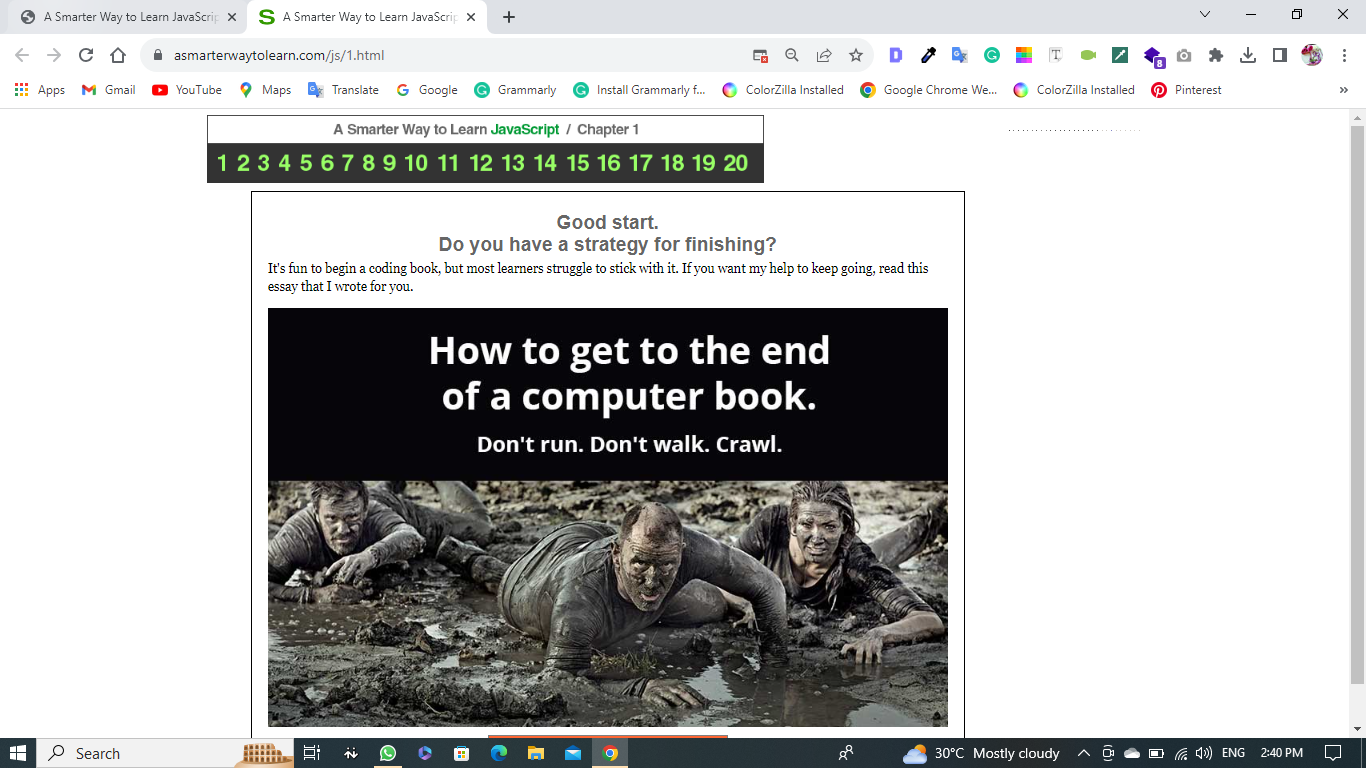 A Smarter Way to Learn JavaScrip
A Smarter Way to Learn JavaScrip
asmarterwaytolearn.com/js/1.html
8
Apps
Gmail
YouTube
Maps
Translate
Google
Grammarly
Install Grammarly f...
ColorZilla Installed
Google Chrome We...
ColorZilla Installed
Pinterest
»
A Smarter Way to Learn JavaScript / Chapter 1
1 2 3 4 5 6 7 8 9 10 11 12 13 14 15 16 17 18 19 20
Good start.
Do you have a strategy for finishing?
It's fun to begin a coding book, but most learners struggle to stick with it. If you want my help to keep going, read this
essay that I wrote for you.
How to get to the end
of a computer book.
Don't run. Don't walk. Crawl.
Search
30°C Mostly cloudy
ENG
2:40 PM